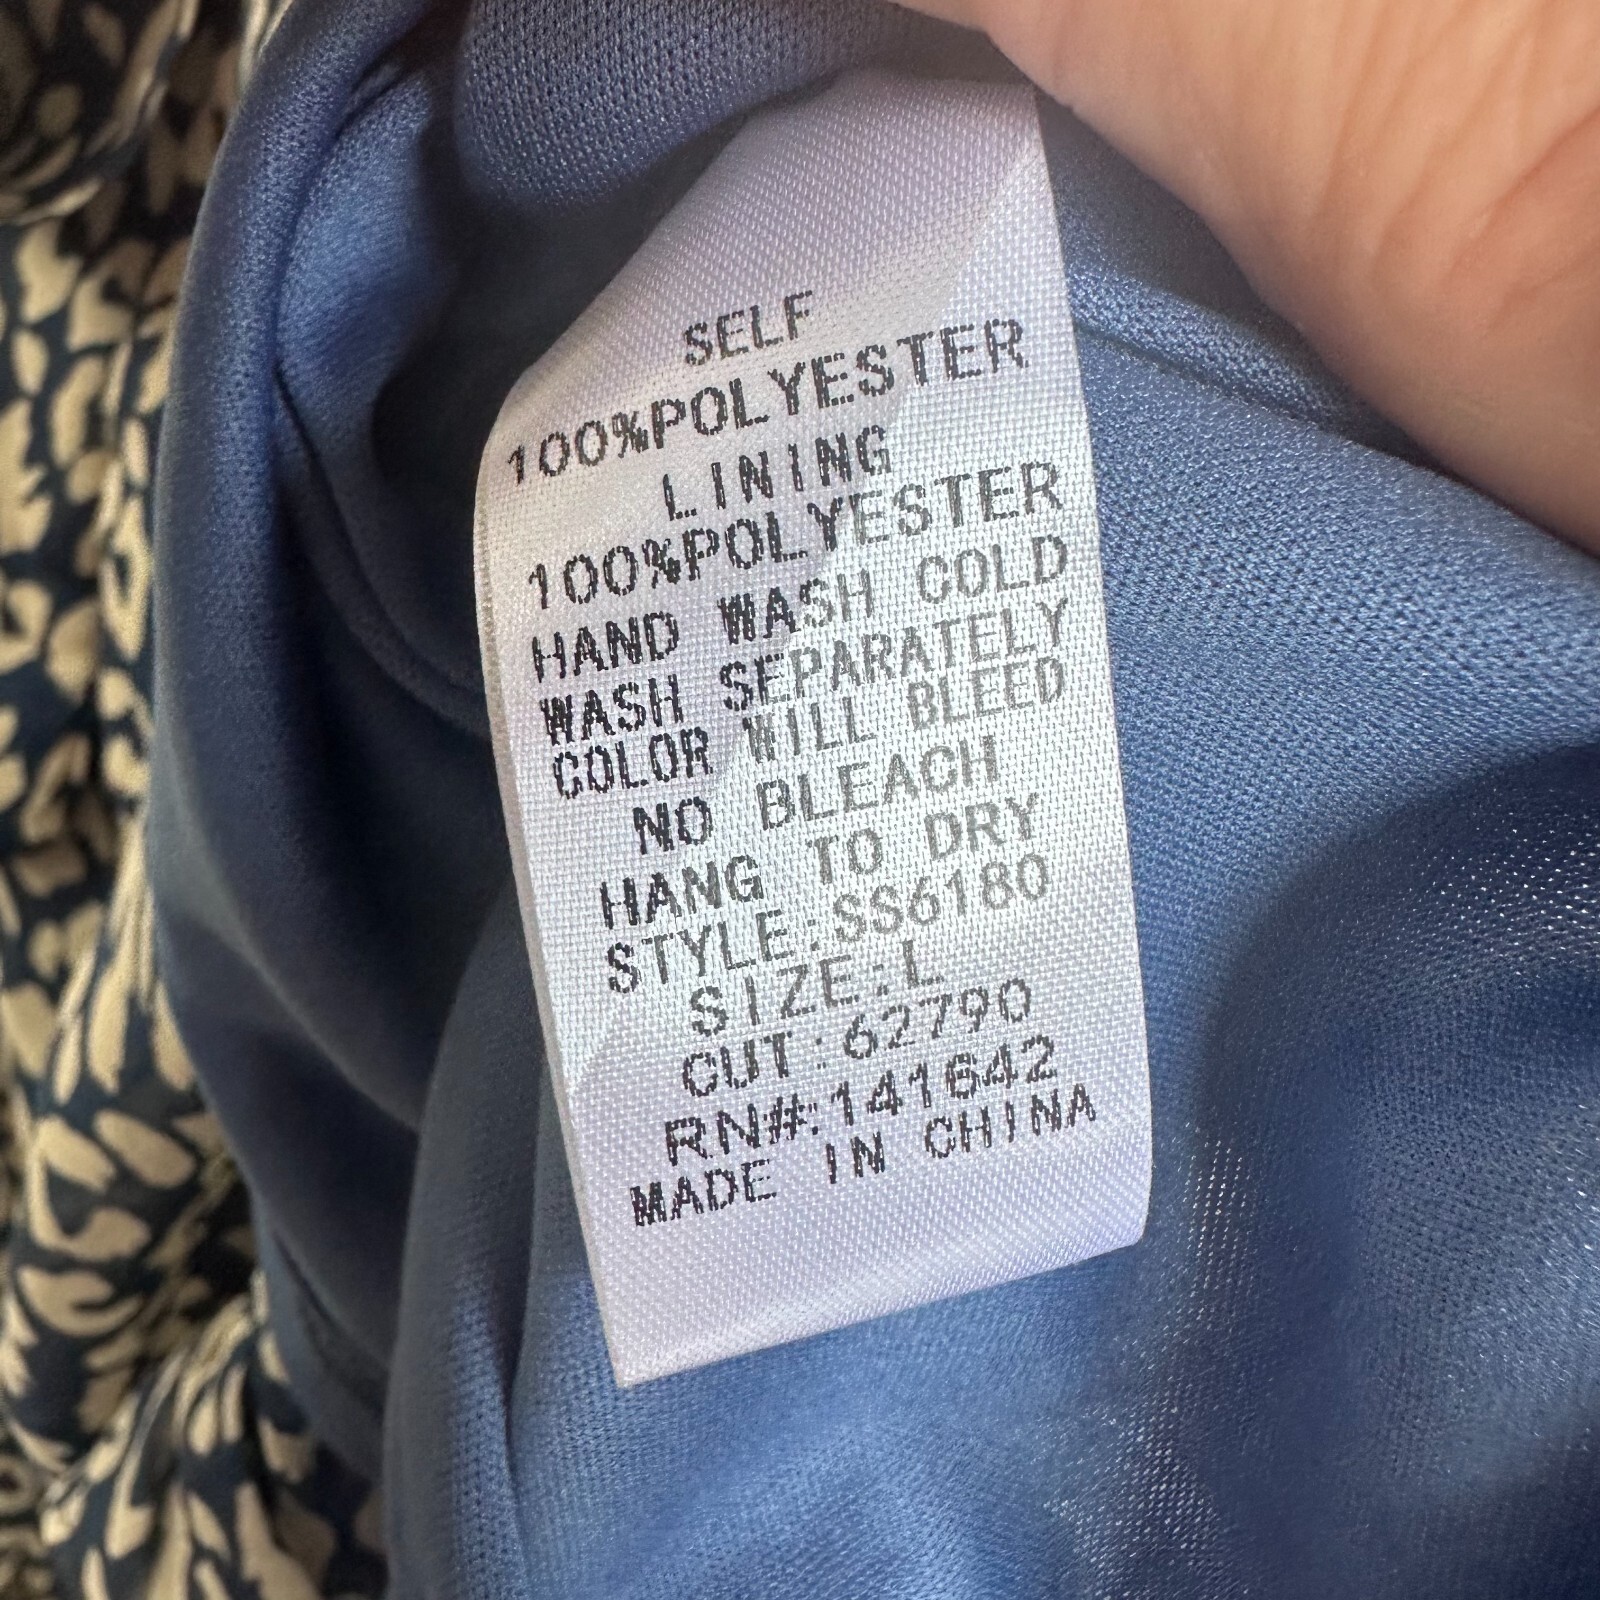 SELF
100%POLYESTER
LINING
100%POLYESTER
HAND WASH COLD
WASH SEPARATELY
COLOR WILL BLEED
NO BLEACH
HANG TO DRY
STYLE:SS6180
SIZE:L
CUT:62790
RN#:141642
MADE IN CHINA